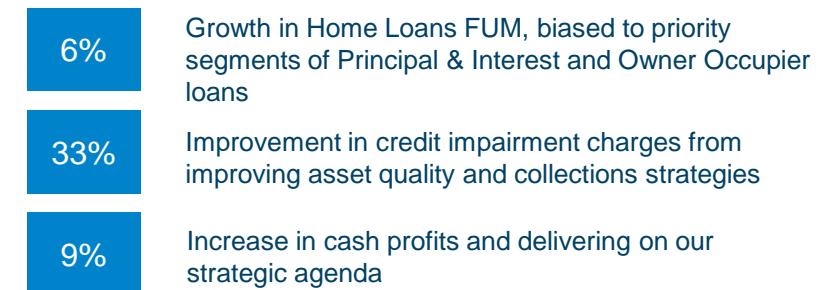 6%
Growth in Home Loans FUM, biased to priority
segments of Principal & Interest and Owner Occupier
loans
33%
Improvement in credit impairment charges from
improving asset quality and collections strategies
9%
Increase in cash profits and delivering on our
strategic agenda